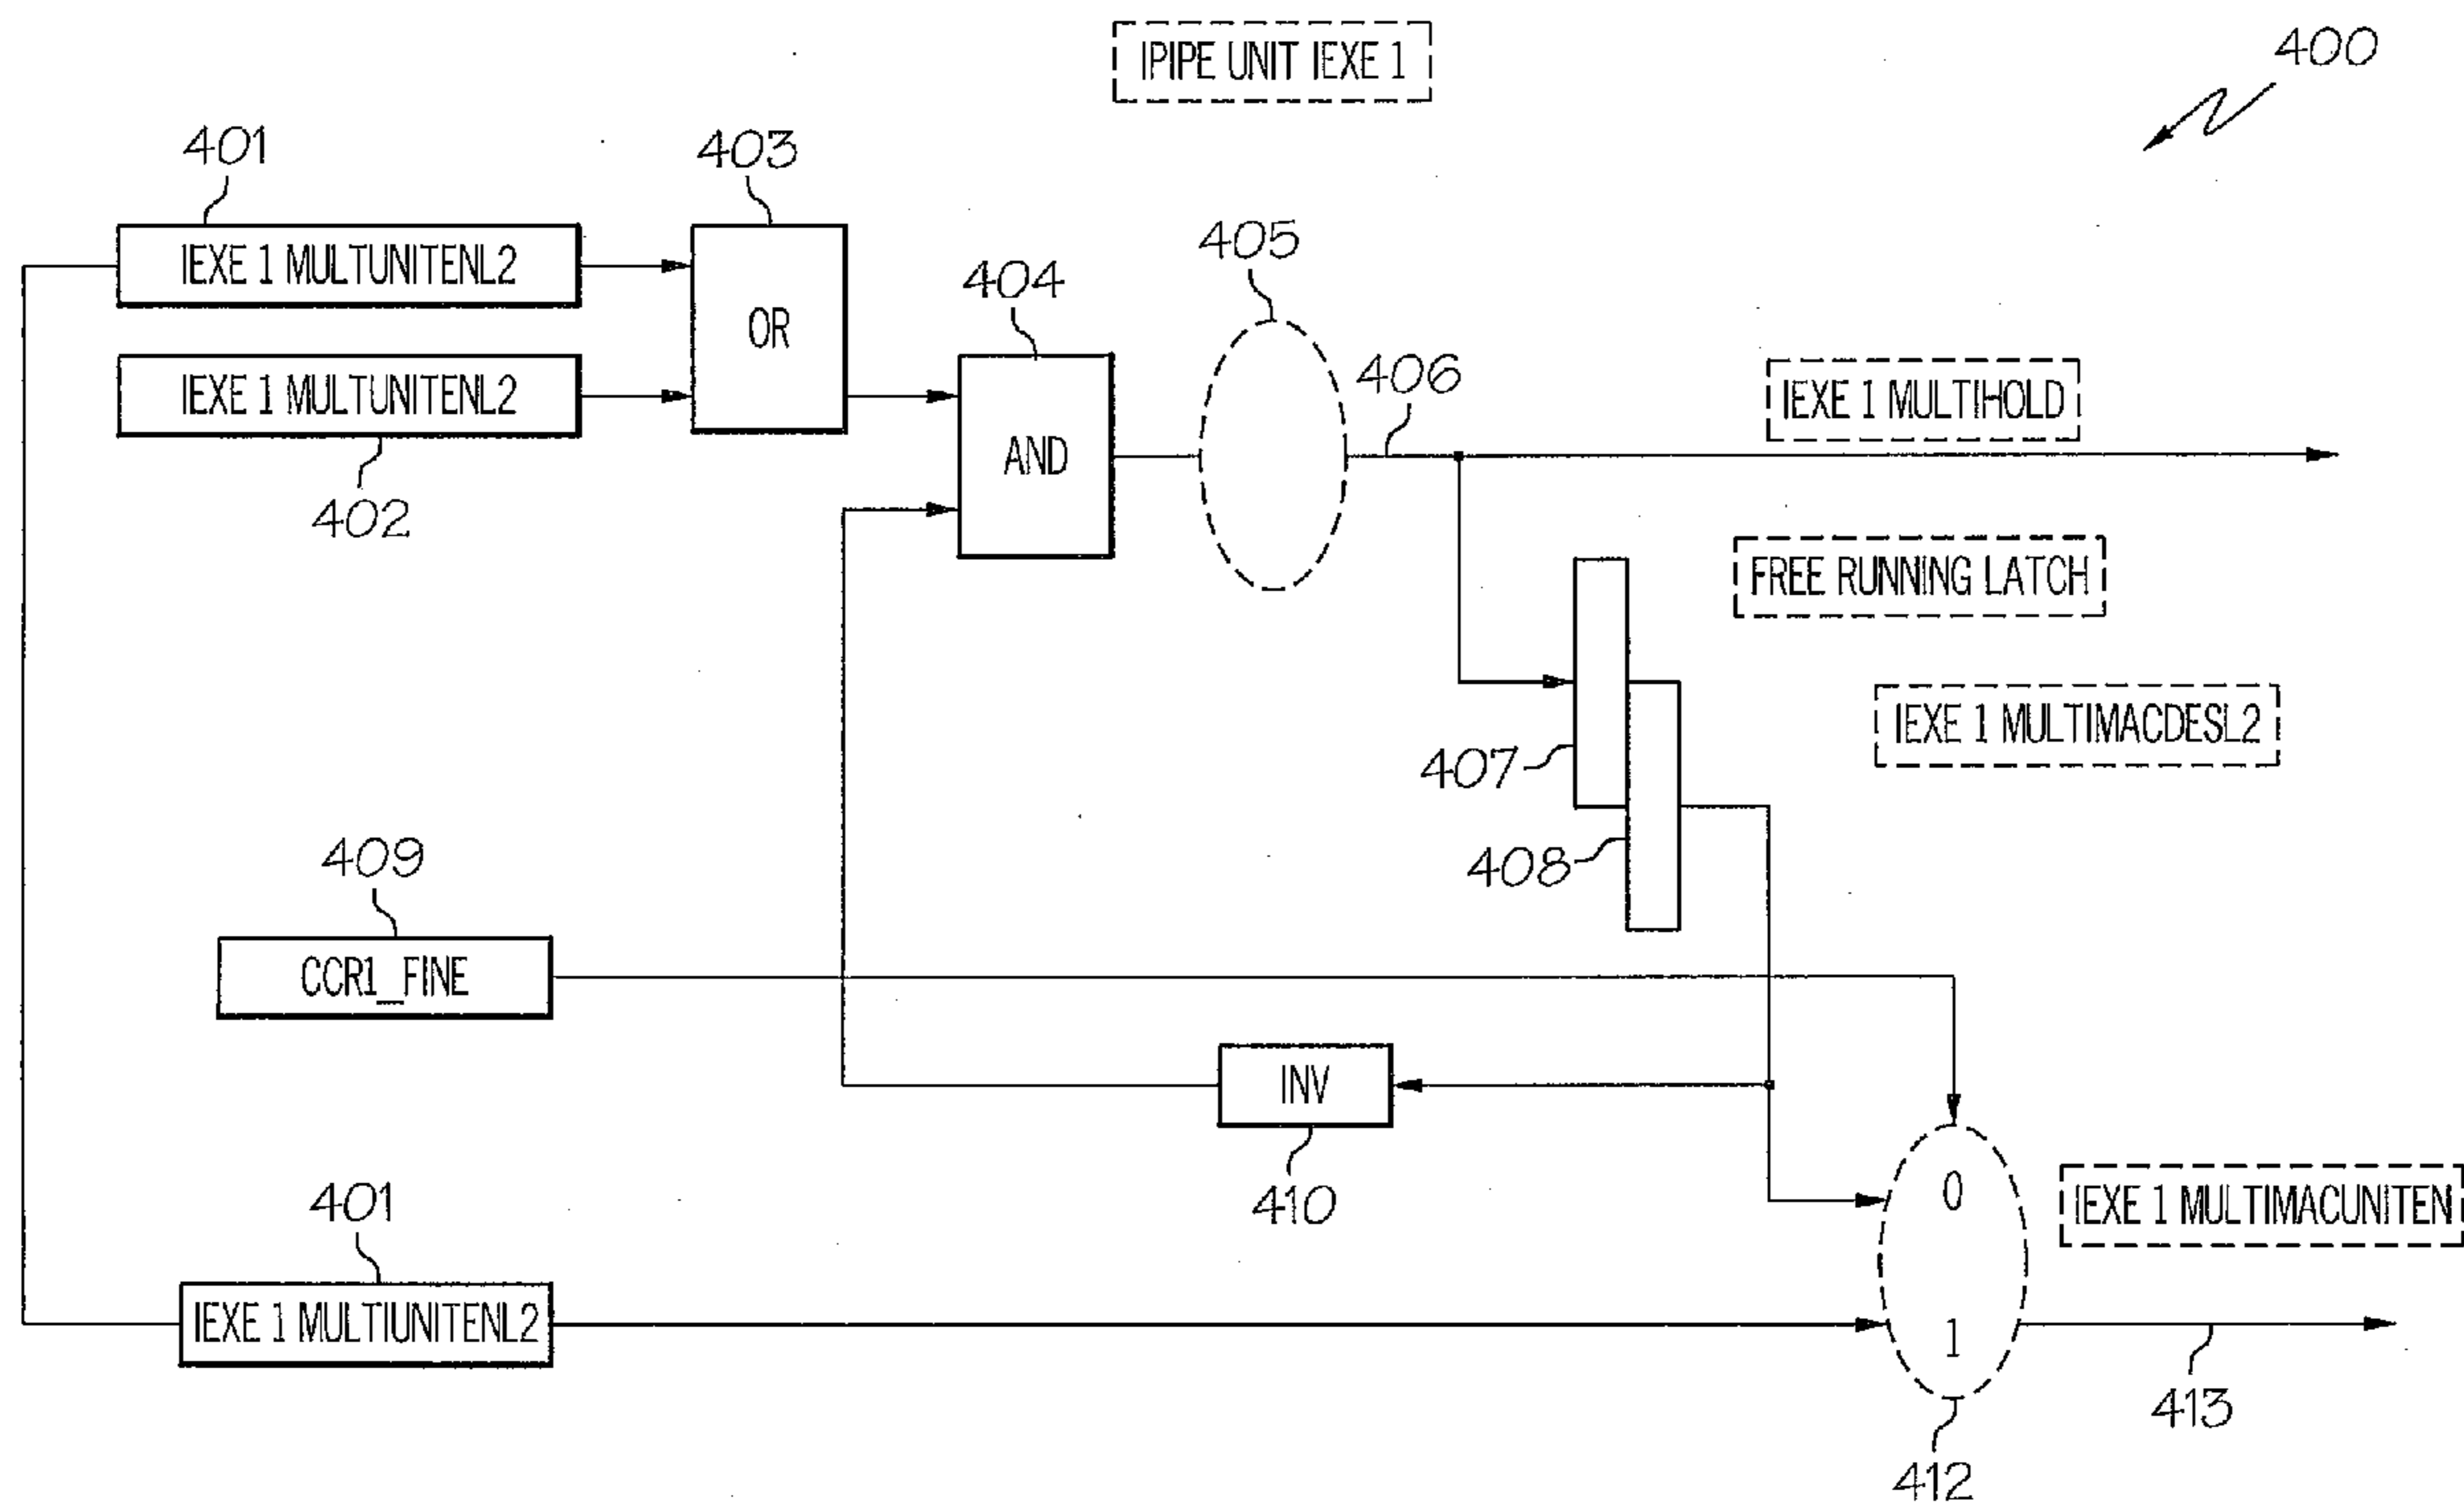 IPIPE UNIT IEXE 1
400
401
403
IEXE 1 MULTUNITENL2
OR
405
404
406
IEXE 1 MULTUNITENL2
IEXE 1 MULTIHOLD
AND
402
FREE RUNNING LATCH
IEXE 1 MULTIMACDESL2
407
409
408
CCR1_FINE
INV
0
IEXE 1 MULTIMACUNITEN
401
410
IEXE 1 MULTIUNITENL2
1
413
412